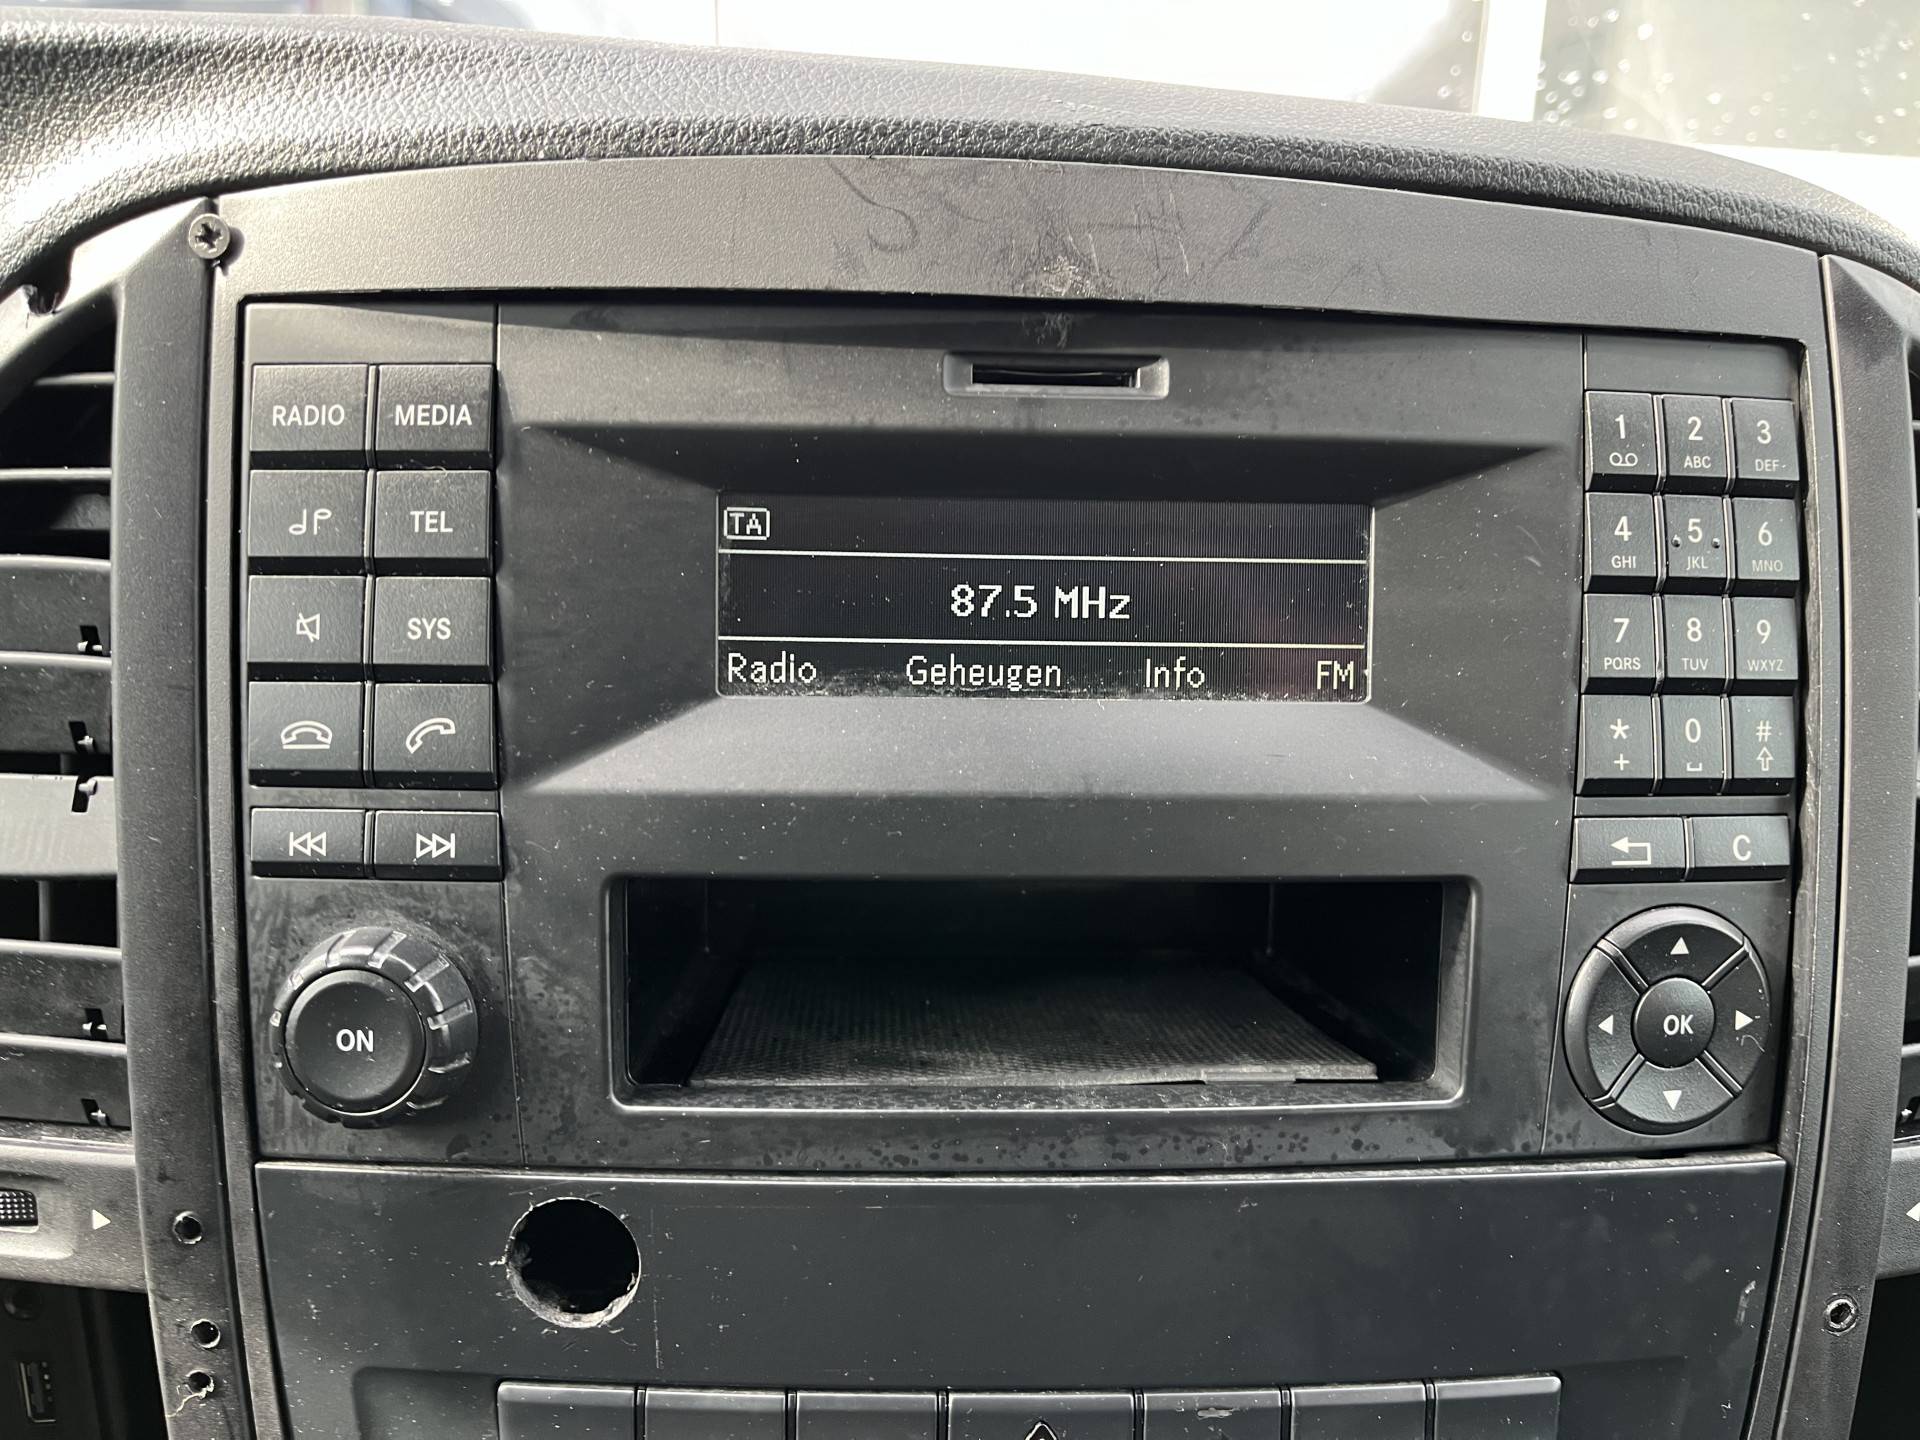 RADIO MEDIA
TEL
SYS
ON
TA
87.5 MHz
Radio Geheugen Info FM
1 2 ABC 3 DEF
4 GHI 5 JKL 6 MNO
7 PQRS 8 TUV 9 WXYZ
* + 0 #
C
OK